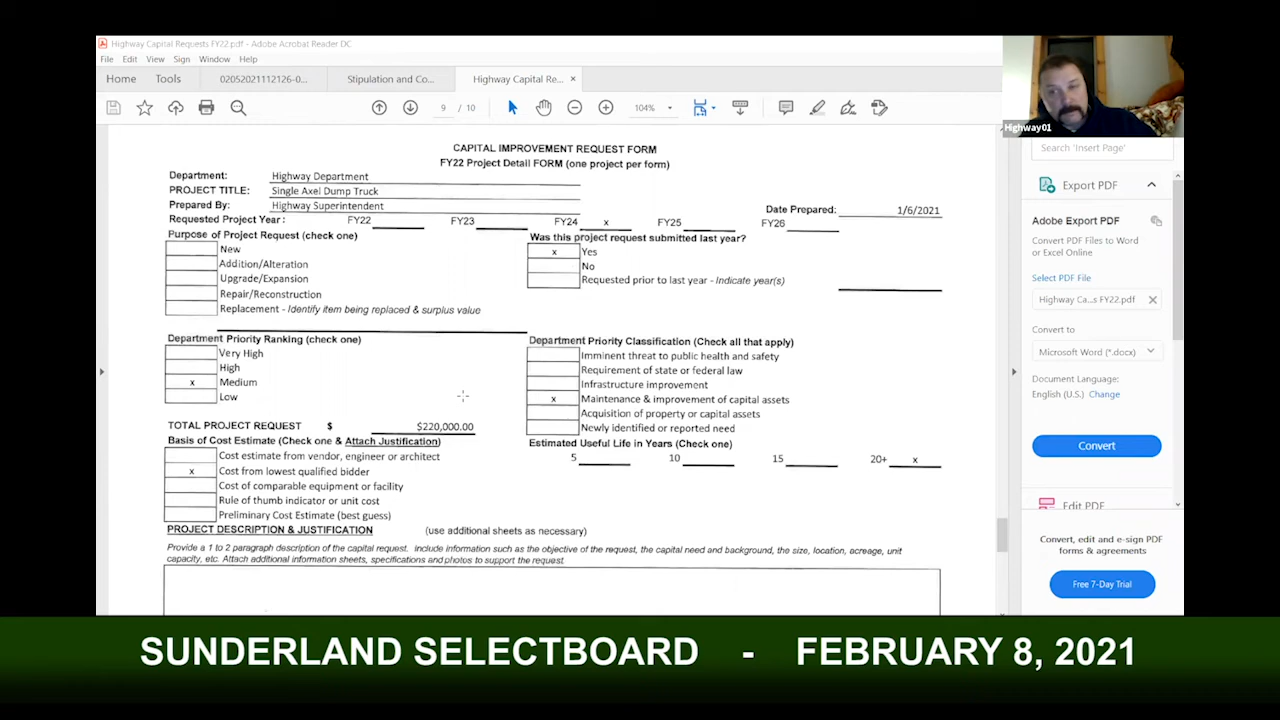 Highway Capital Requests FY22.pdf - Adobe Acrobat Reader DC
File Edit View Sign Window Help
Home Tools 02052021112126-0... Stipulation and Co... Highway Capital Re... ×
9 / 10 104%
Highway01
CAPITAL IMPROVEMENT REQUEST FORM
FY22 Project Detail FORM (one project per form)
Department: Highway Department
PROJECT TITLE: Single Axel Dump Truck
Prepared By: Highway Superintendent
Date Prepared: 1/6/2021
Requested Project Year: FY22 FY23 FY24 x FY25 FY26
Purpose of Project Request (check one)
New
Addition/Alteration
Upgrade/Expansion
Repair/Reconstruction
Replacement - Identify item being replaced & surplus value
Was this project request submitted last year?
x Yes
No
Requested prior to last year - Indicate year(s)
Department Priority Ranking (check one)
Very High
High
x Medium
Low
Department Priority Classification (Check all that apply)
Imminent threat to public health and safety
Requirement of state or federal law
Infrastructure improvement
x Maintenance & improvement of capital assets
Acquisition of property or capital assets
Newly identified or reported need
TOTAL PROJECT REQUEST $ $220,000.00
Basis of Cost Estimate (Check one & Attach Justification)
Cost estimate from vendor, engineer or architect
x Cost from lowest qualified bidder
Cost of comparable equipment or facility
Rule of thumb indicator or unit cost
Preliminary Cost Estimate (best guess)
Estimated Useful Life in Years (Check one)
5 10 15 20+ x
PROJECT DESCRIPTION & JUSTIFICATION (use additional sheets as necessary)
Provide a 1 to 2 paragraph description of the capital request. Include information such as the objective of the request, the capital need and background, the size, location, acreage, unit
capacity, etc. Attach additional information sheets, specifications and photos to support the request
Search 'Insert Page'
Export PDF
Adobe Export PDF
Convert PDF Files to Word
or Excel Online
Select PDF File
Highway Ca...s FY22.pdf ×
Convert to
Microsoft Word (*.docx)
Document Language:
English (U.S.) Change
Convert
Edit PDF
Convert, edit and e-sign PDF
forms & agreements
Free 7-Day Trial
SUNDERLAND SELECTBOARD - FEBRUARY 8, 2021